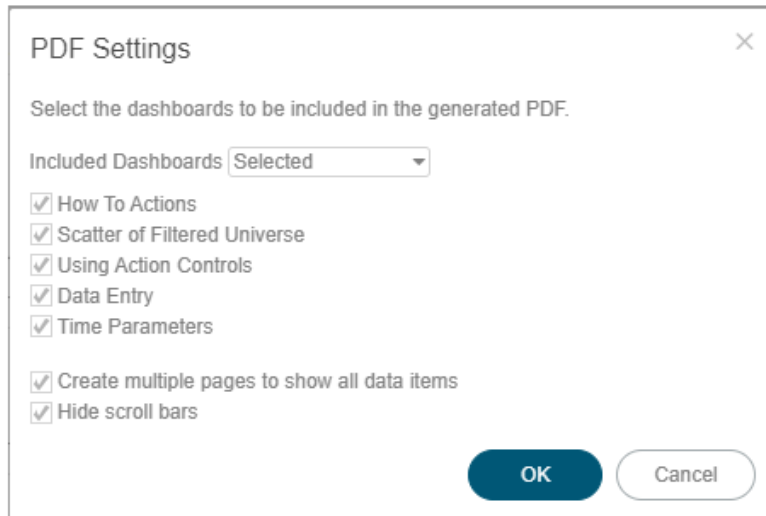 PDF Settings
Select the dashboards to be included in the generated PDF.
Included Dashboards Selected
How To Actions
Scatter of Filtered Universe
Using Action Controls
Data Entry
Time Parameters
Create multiple pages to show all data items
Hide scroll bars
OK Cancel